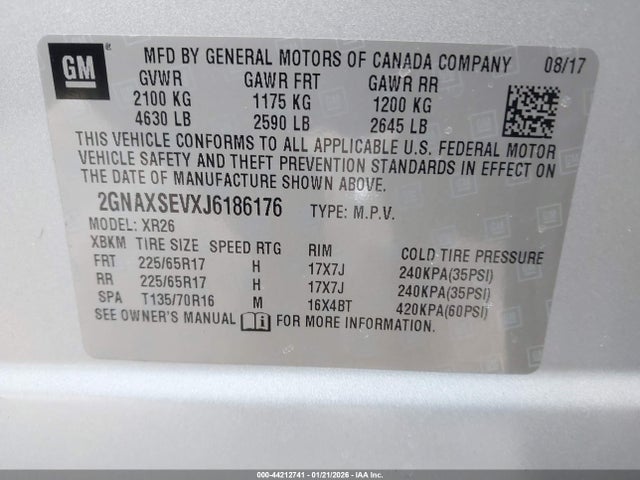 GM
MFD BY GENERAL MOTORS OF CANADA COMPANY 08/17
GVWR GAWR FRT GAWR RR
2100 KG 1175 KG 1200 KG
4630 LB 2590 LB 2645 LB
THIS VEHICLE CONFORMS TO ALL APPLICABLE U.S. FEDERAL MOTOR
VEHICLE SAFETY AND THEFT PREVENTION STANDARDS IN EFFECT ON
THE DATE OF MANUFACTURE SHOWN ABOVE.
2GNAXSEVXJ6186176 TYPE: M.P.V.
MODEL: XR26
XBKM TIRE SIZE SPEED RTG RIM COLD TIRE PRESSURE
FRT 225/65R17 H 17X7J 240KPA(35PSI)
RR 225/65R17 H 17X7J 240KPA(35PSI)
SPA T135/70R16 M 16X4BT 420KPA(60PSI)
SEE OWNER'S MANUAL FOR MORE INFORMATION.
000-44212741 - 01/21/2026 - IAA Inc.